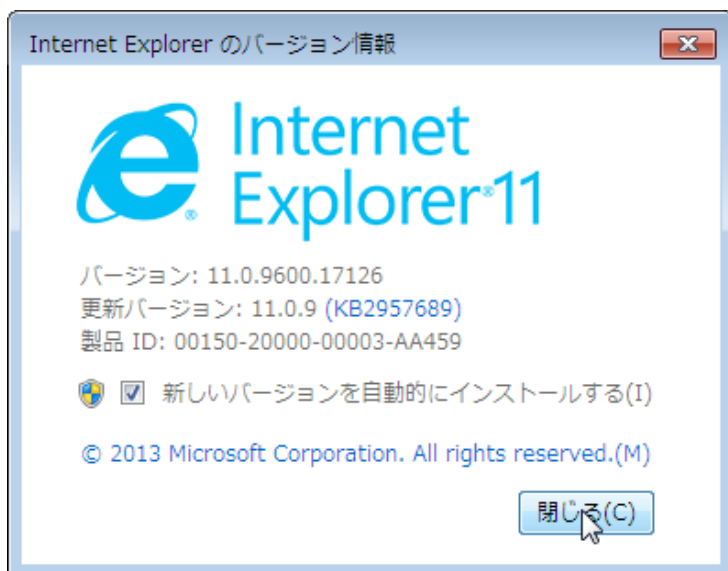 Internet Explorer のバージョン情報
Internet
Explorer®11
バージョン: 11.0.9600.17126
更新バージョン: 11.0.9 (KB2957689)
製品 ID: 00150-20000-00003-AA459
新しいバージョンを自動的にインストールする(I)
© 2013 Microsoft Corporation. All rights reserved.(M)
閉じる(C)